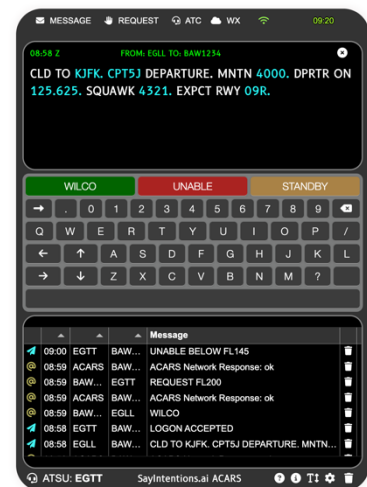 MESSAGE REQUEST ATC WX 09:20
08:58 Z FROM: EGLL TO: BAW1234
CLD TO KJFK. CPT5J DEPARTURE. MNTN 4000. DPRTR ON
125.625. SQUAWK 4321. EXPCT RWY 09R.
WILCO UNABLE STANDBY
. 0 1 2 3 4 5 6 7 8 9
Q W E R T Y U I O P /
A S D F G H J K L
Z X C V B N M ?
Message
09:00 EGTT BAW... UNABLE BELOW FL145
08:59 ACARS BAW... ACARS Network Response: ok
08:59 BAW... EGTT REQUEST FL200
08:59 ACARS BAW... ACARS Network Response: ok
08:59 BAW... EGLL WILCO
08:58 EGTT BAW... LOGON ACCEPTED
08:58 EGLL BAW... CLD TO KJFK. CPT5J DEPARTURE. MNTN...
ATSU: EGTT SayIntentions.ai ACARS